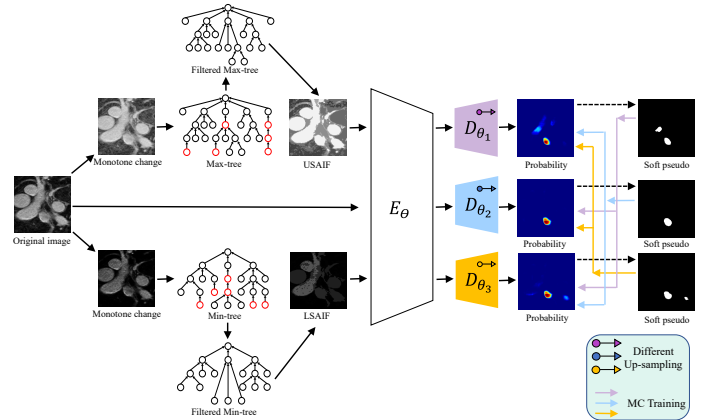 Filtered Max-tree
Monotone change
Max-tree
USAIF
Original image
Monotone change
Min-tree
LSAIF
Filtered Min-tree
E_Θ
D_θ1
D_θ2
D_θ3
Probability
Soft pseudo
Probability
Soft pseudo
Probability
Soft pseudo
Different
Up-sampling
MC Training